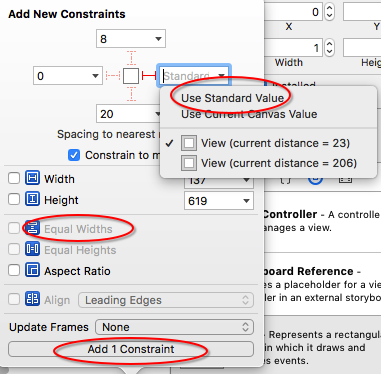 Add New Constraints
8
0
Standard
Use Standard Value
Use Current Canvas Value
20
Spacing to nearest
✓ View (current distance = 23)
View (current distance = 206)
Constrain to m
Width
137
Height
619
Equal Widths
Equal Heights
Aspect Ratio
Align
Leading Edges
Update Frames
None
Add 1 Constraint
0
X
Y
1
Width
Height
Installed
Controller - A controlle
anages a view.
board Reference -
es a placeholder for a vie
ler in an external storybo
- Represents a rectangu
in which it draws and
es events.